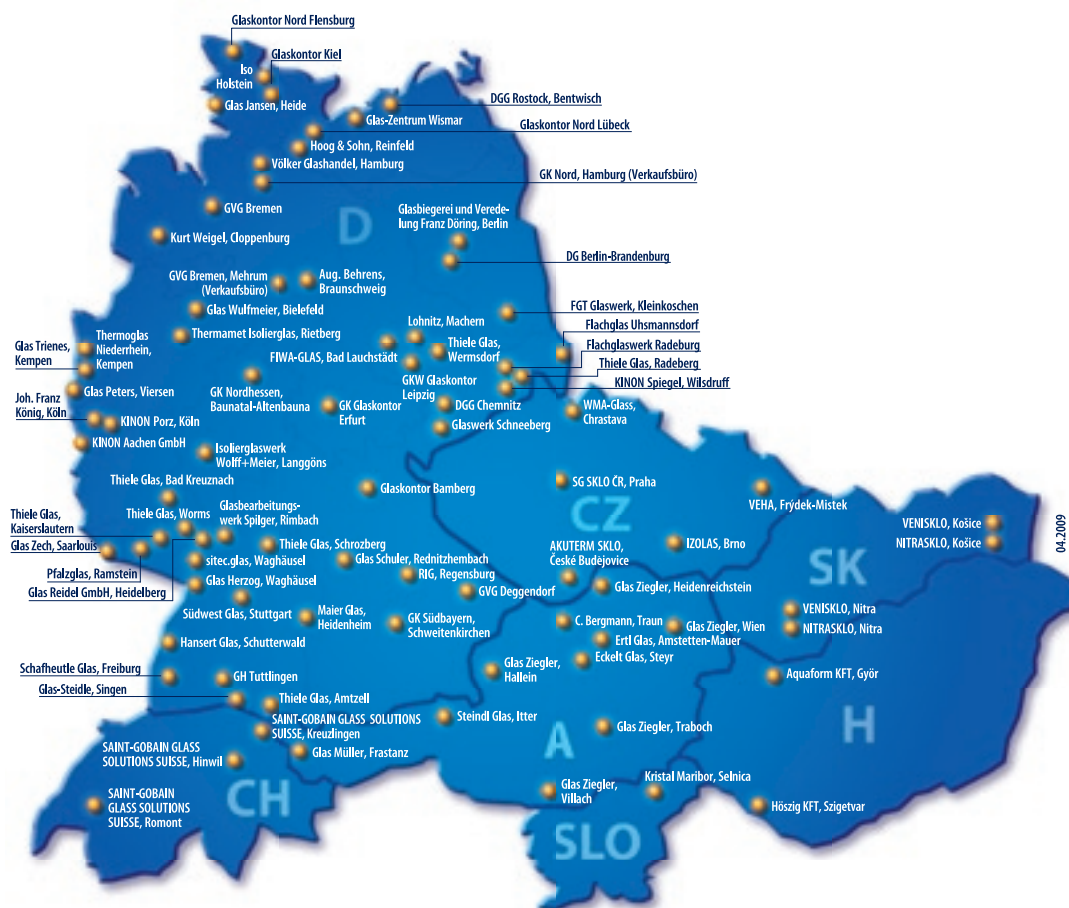 Glaskontor Nord Flensburg
Glaskontor Kiel
Iso
Holstein
Glas Jansen, Heide
DGG Rostock, Bentwisch
Glas-Zentrum Wismar
Glaskontor Nord Lübeck
Hoog & Sohn, Reinfeld
Völker Glashandel, Hamburg
GK Nord, Hamburg (Verkaufsbüro)
GVG Bremen
D
Glasbiegerei und Verede-
lung Franz Döring, Berlin
Kurt Weigel, Cloppenburg
DG Berlin-Brandenburg
GVG Bremen, Mehrum
(Verkaufsbüro)
Aug. Behrens,
Braunschweig
Glas Wulfmeier, Bielefeld
FGT Glaswerk, Kleinkoschen
Lohnitz, Machern
Flachglas Uhsmannsdorf
Thermoglas
Niederrhein,
Kempen
Glas Trienes,
Kempen
Thermamet Isolierglas, Rietberg
Thiele Glas,
Wermsdorf
Flachglaswerk Radeburg
FIWA-GLAS, Bad Lauchstädt
Thiele Glas, Radeberg
GKW Glaskontor
Leipzig
KINON Spiegel, Wilsdruff
Glas Peters, Viersen
GK Nordhessen,
Baunatal-Altenbauna
Joh. Franz
König, Köln
GK Glaskontor
Erfurt
DGG Chemnitz
WMA-Glass,
Chrastava
KINON Porz, Köln
Glaswerk Schneeberg
KINON Aachen GmbH
Isolierglaswerk
Wolff+Meier, Langgöns
Thiele Glas, Bad Kreuznach
Glaskontor Bamberg
SG SKLO ČR, Praha
VEHA, Frýdek-Mistek
Thiele Glas,
Kaiserslautern
Thiele Glas, Worms
Glasbearbeitungs-
werk Spilger, Rimbach
CZ
VENISKLO, Košice
NITRASKLO, Košice
04.2009
Glas Zech, Saarlouis
Thiele Glas, Schrozberg
IZOLAS, Brno
AKUTERM SKLO,
České Budějovice
sitec.glas, Waghäusel
Glas Schuler, Rednitzhembach
SK
Pfalzglas, Ramstein
RIG, Regensburg
Glas Herzog, Waghäusel
Glas Reidel GmbH, Heidelberg
GVG Deggendorf
Glas Ziegler, Heidenreichstein
Südwest Glas, Stuttgart
Maier Glas,
Heidenheim
GK Südbayern,
Schweitenkirchen
C. Bergmann, Traun
Glas Ziegler, Wien
VENISKLO, Nitra
NITRASKLO, Nitra
Hansert Glas, Schutterwald
Ertl Glas, Amstetten-Mauer
Eckelt Glas, Steyr
Schafheutle Glas, Freiburg
GH Tuttlingen
Glas Ziegler,
Hallein
Aquaform KFT, Györ
Glas-Steidle, Singen
Thiele Glas, Amtzell
Steindl Glas, Itter
H
SAINT-GOBAIN GLASS SOLUTIONS
SUISSE, Kreuzlingen
A
Glas Ziegler, Traboch
SAINT-GOBAIN GLASS
SOLUTIONS SUISSE, Hinwil
Glas Müller, Frastanz
CH
SAINT-GOBAIN
GLASS SOLUTIONS
SUISSE, Romont
Glas Ziegler,
Villach
Kristal Maribor, Selnica
Höszig KFT, Szigetvar
SLO